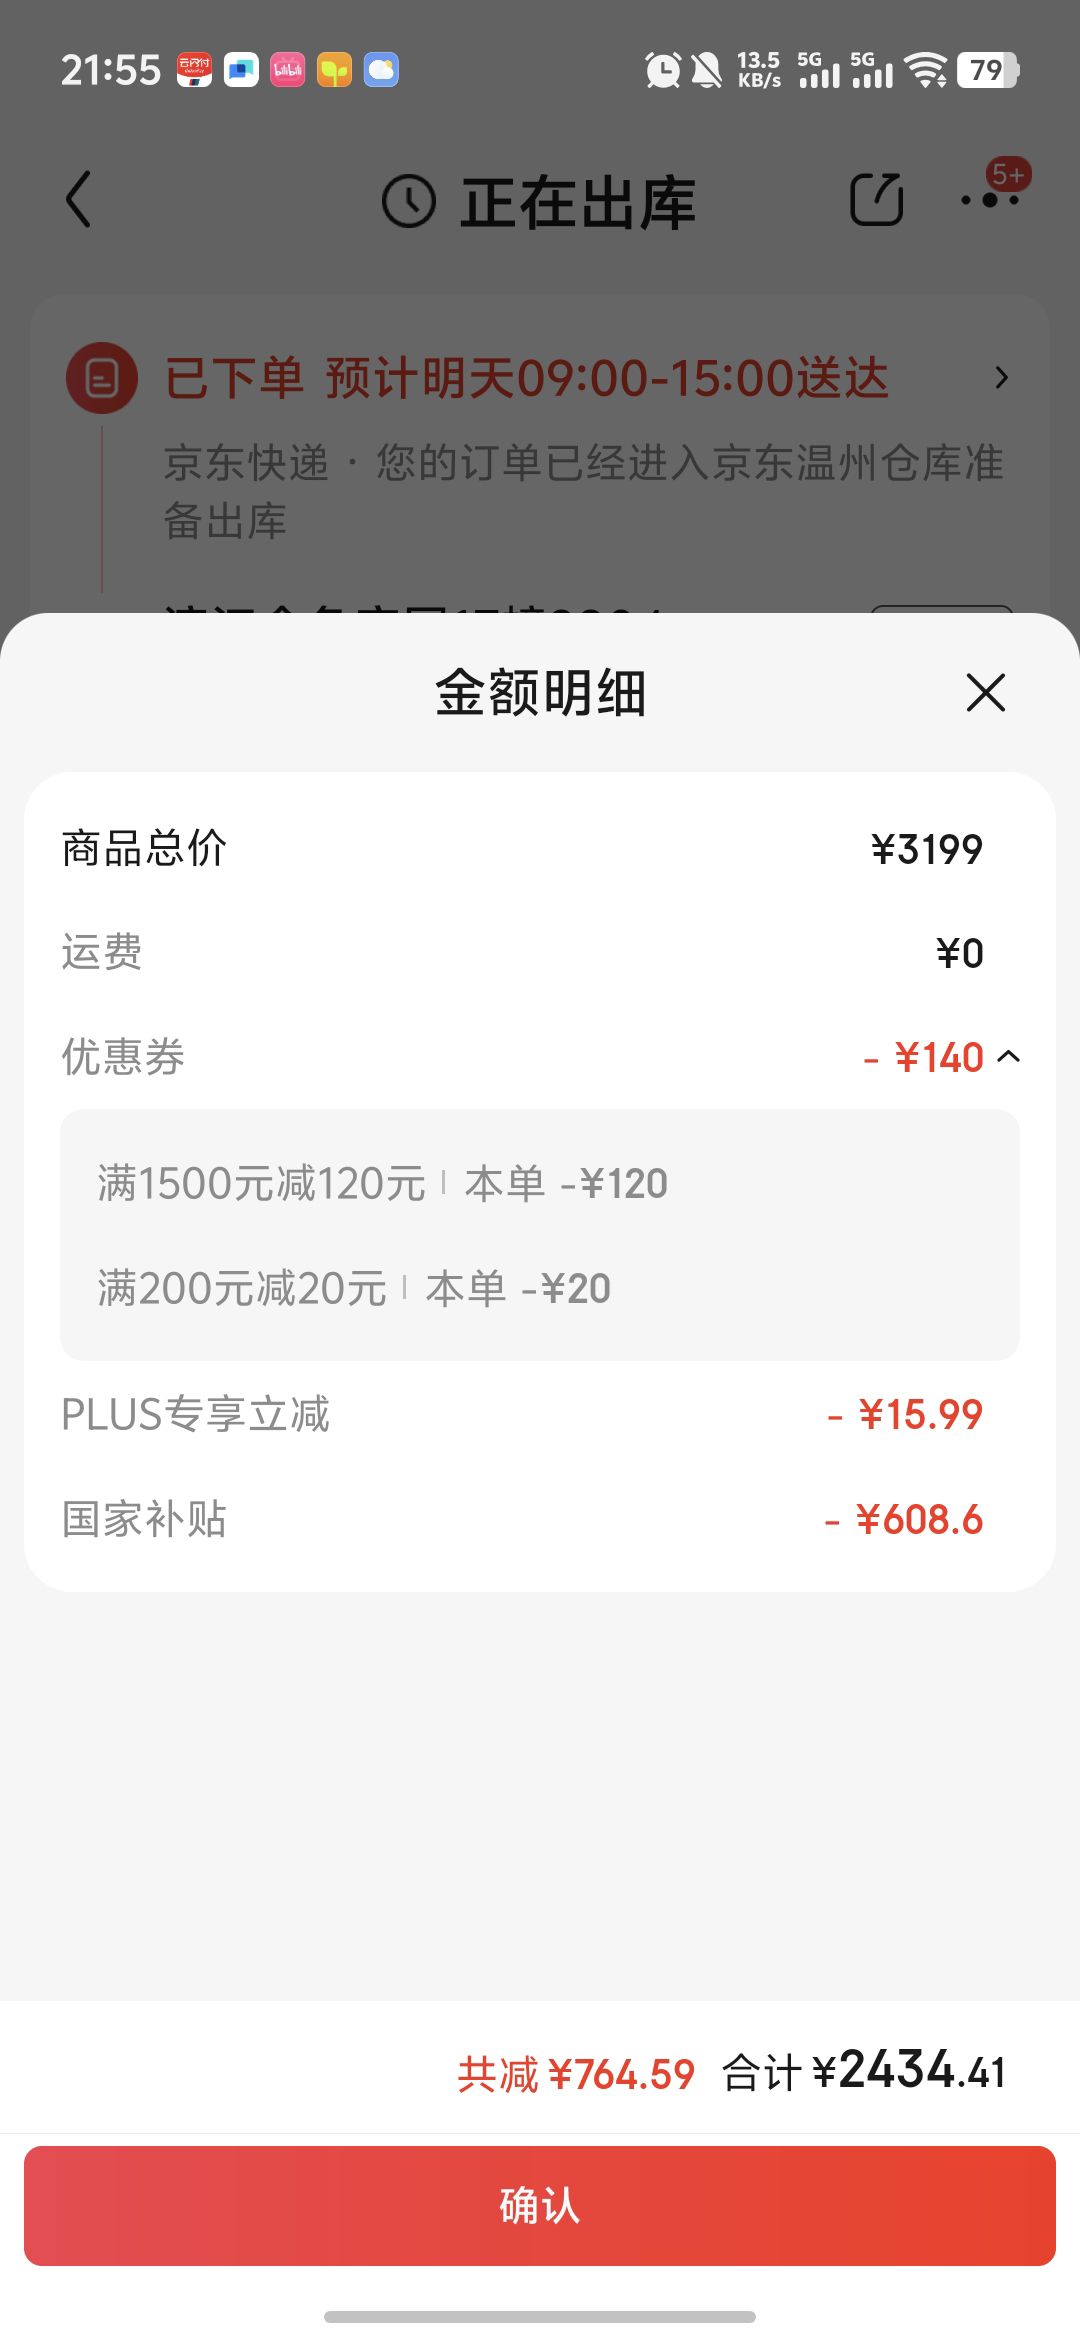 21:55
13.5 KB/s
5G
5G
79
正在出库
5+
已下单 预计明天09:00-15:00送达
京东快递 · 您的订单已经进入京东温州仓库准
备出库
金额明细
商品总价 ¥3199
运费 ¥0
优惠券 - ¥140
满1500元减120元 | 本单 -¥120
满200元减20元 | 本单 -¥20
PLUS专享立减 - ¥15.99
国家补贴 - ¥608.6
共减 ¥764.59 合计 ¥2434.41
确认